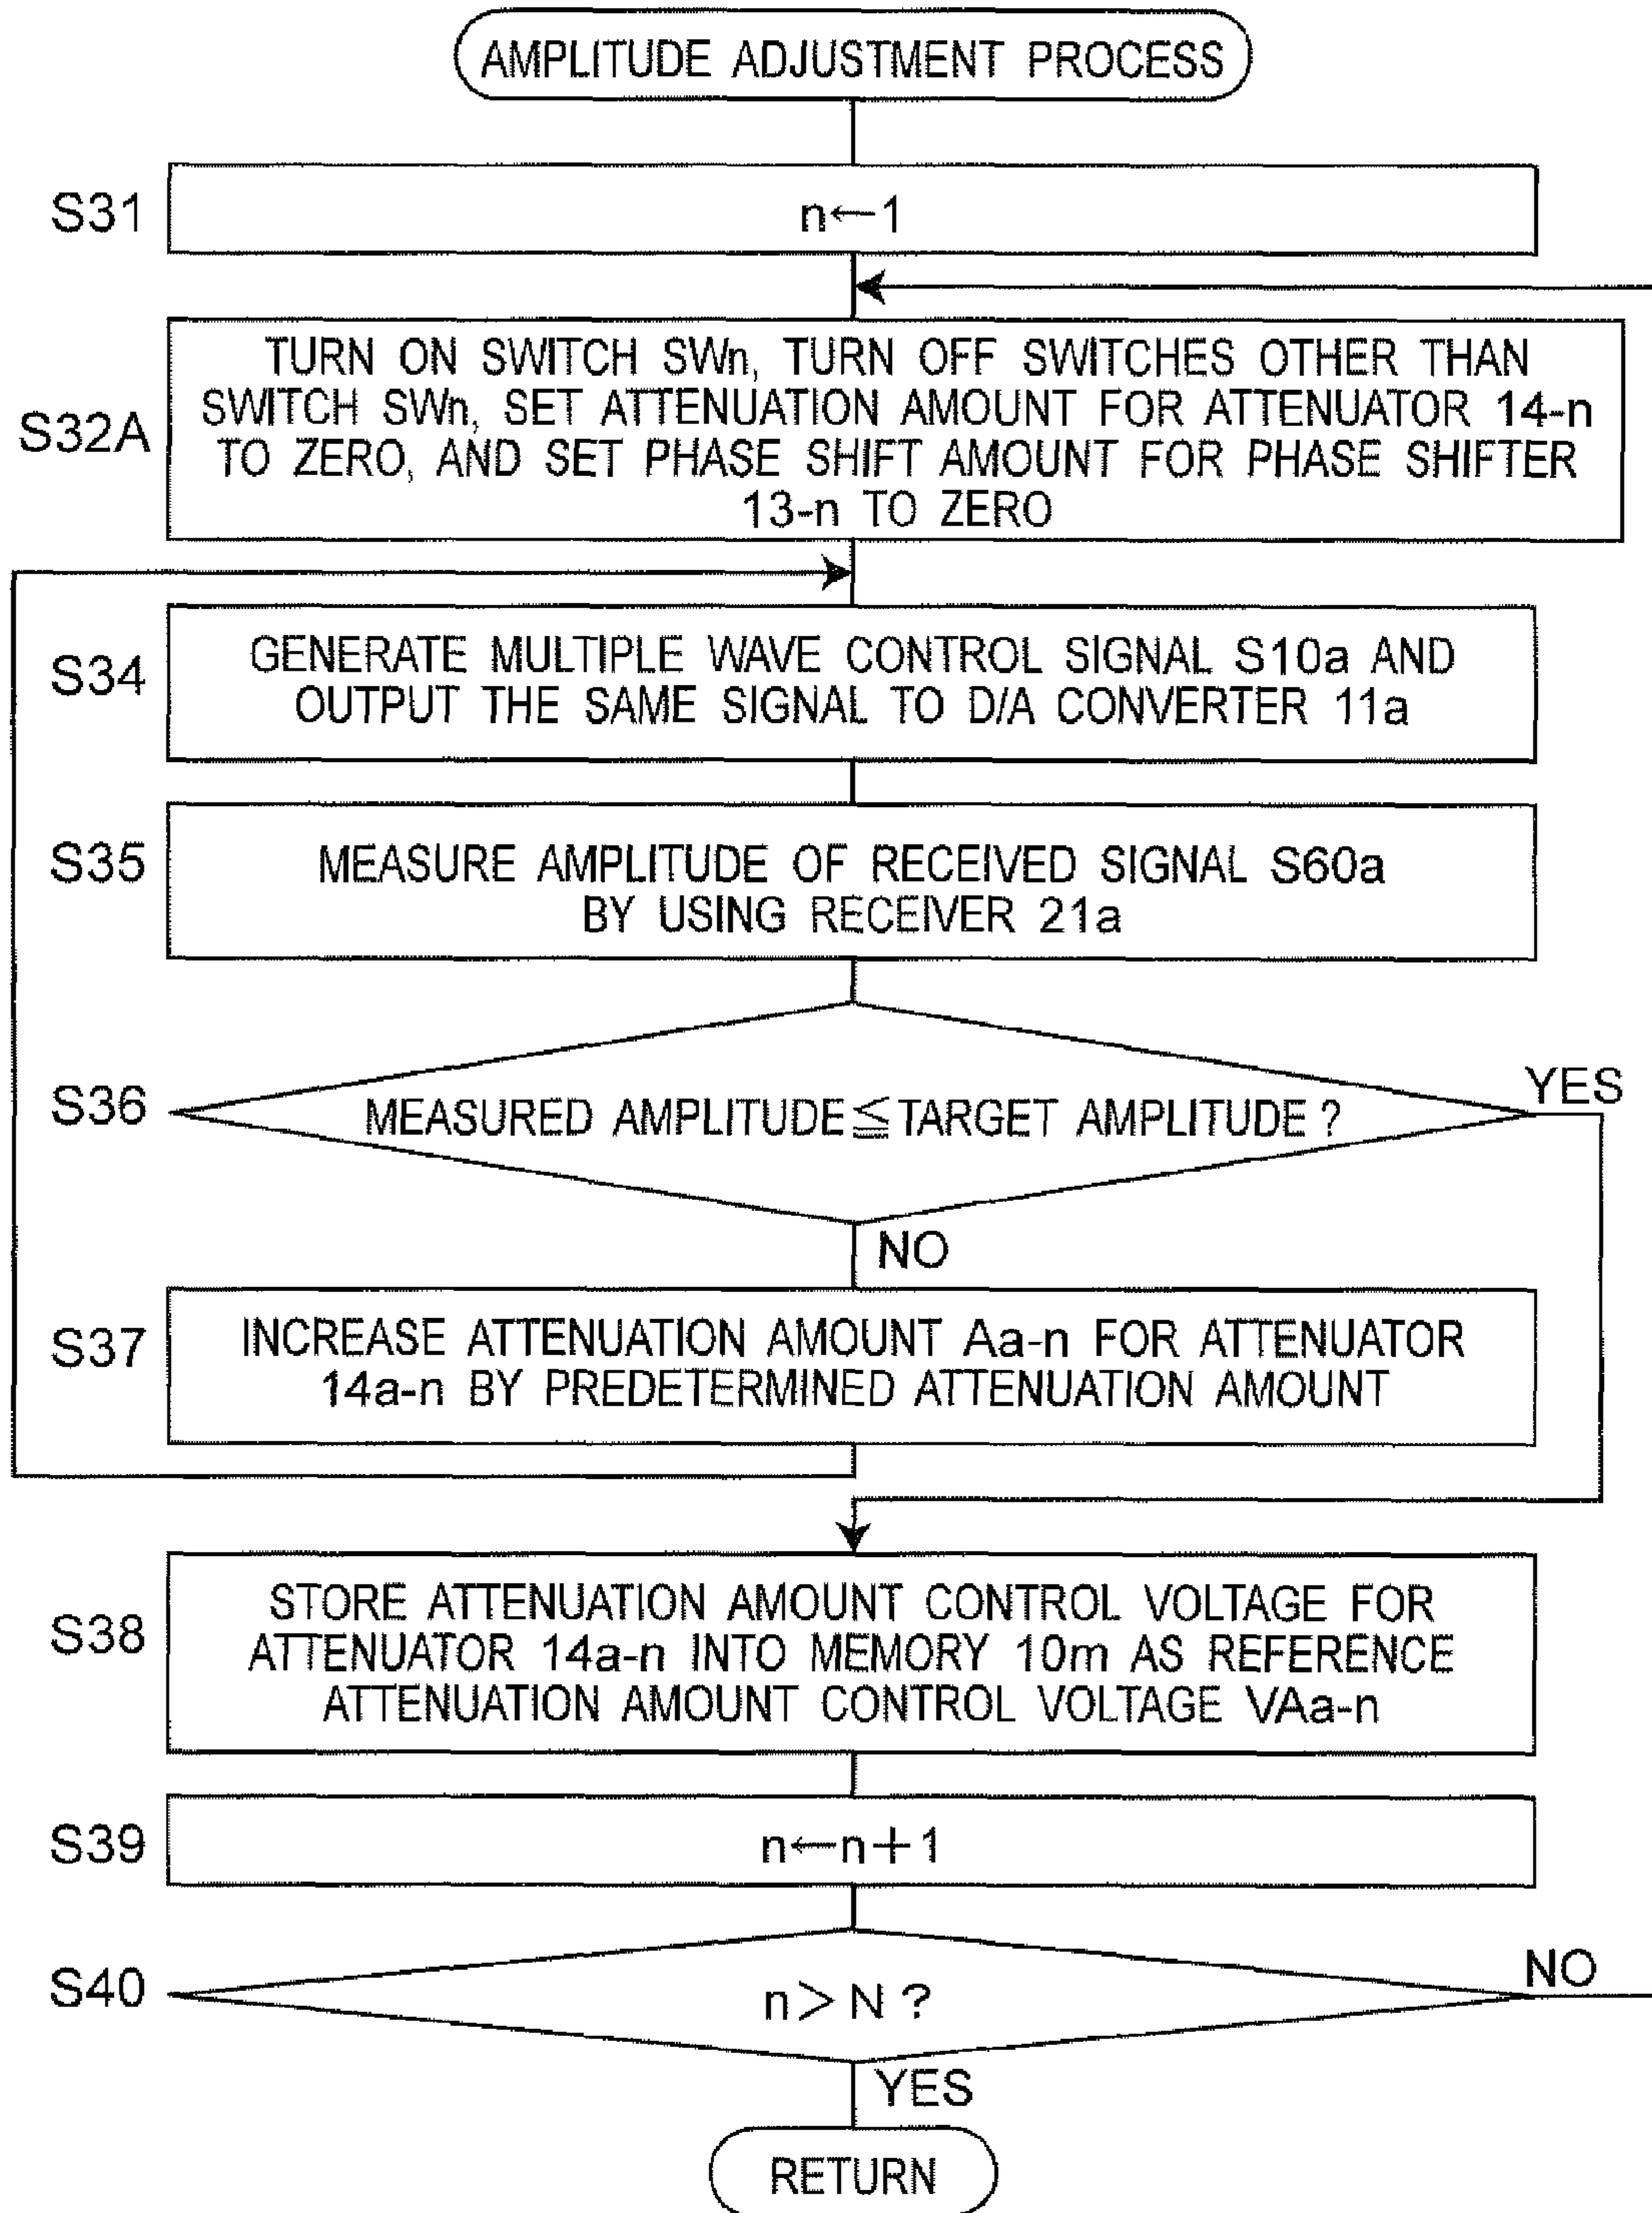 AMPLITUDE ADJUSTMENT PROCESS
S31
n←1
S32A
TURN ON SWITCH SWn, TURN OFF SWITCHES OTHER THAN
SWITCH SWn, SET ATTENUATION AMOUNT FOR ATTENUATOR 14-n
TO ZERO, AND SET PHASE SHIFT AMOUNT FOR PHASE SHIFTER
13-n TO ZERO
S34
GENERATE MULTIPLE WAVE CONTROL SIGNAL S10a AND
OUTPUT THE SAME SIGNAL TO D/A CONVERTER 11a
S35
MEASURE AMPLITUDE OF RECEIVED SIGNAL S60a
BY USING RECEIVER 21a
S36
MEASURED AMPLITUDE≦TARGET AMPLITUDE?
YES
NO
S37
INCREASE ATTENUATION AMOUNT Aa-n FOR ATTENUATOR
14a-n BY PREDETERMINED ATTENUATION AMOUNT
S38
STORE ATTENUATION AMOUNT CONTROL VOLTAGE FOR
ATTENUATOR 14a-n INTO MEMORY 10m AS REFERENCE
ATTENUATION AMOUNT CONTROL VOLTAGE VAa-n
S39
n←n+1
S40
n>N?
NO
YES
RETURN